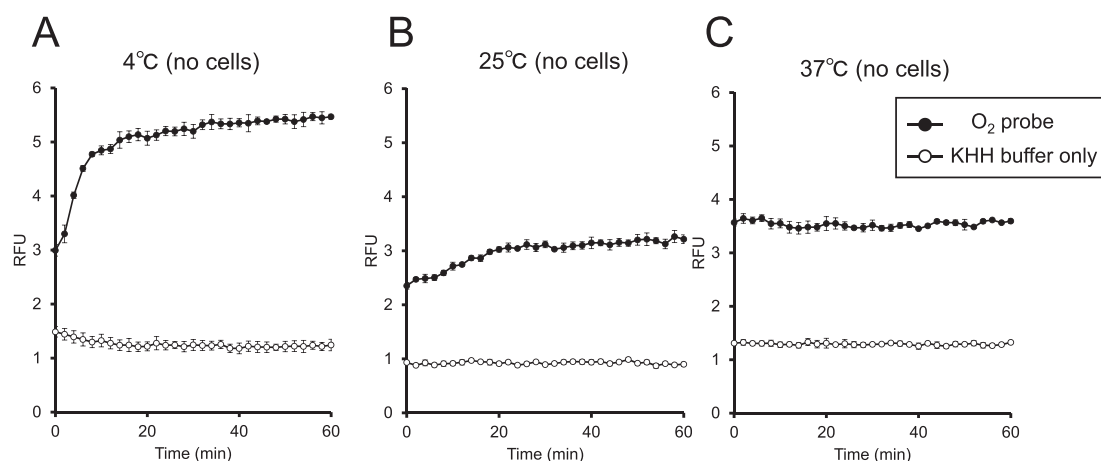 A
4°C (no cells)
6
5
4
3
2
1
0
RFU
0
20
40
60
Time (min)
B
25°C (no cells)
6
5
4
3
2
1
0
RFU
0
20
40
60
Time (min)
C
37°C (no cells)
6
5
4
3
2
1
0
RFU
0
20
40
60
Time (min)
O₂ probe
KHH buffer only